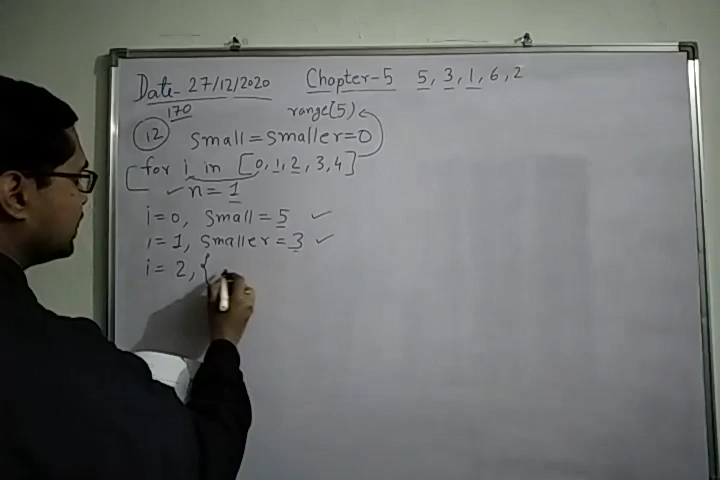 Date- 27/12/2020 Chapter-5 5, 3, 1, 6, 2
170 range(5)
12 small=smaller=0
for i in [0, 1, 2, 3, 4]
✓ n= 1
i=0, small=5 ✓
i=1, smaller=3 ✓
i= 2, {